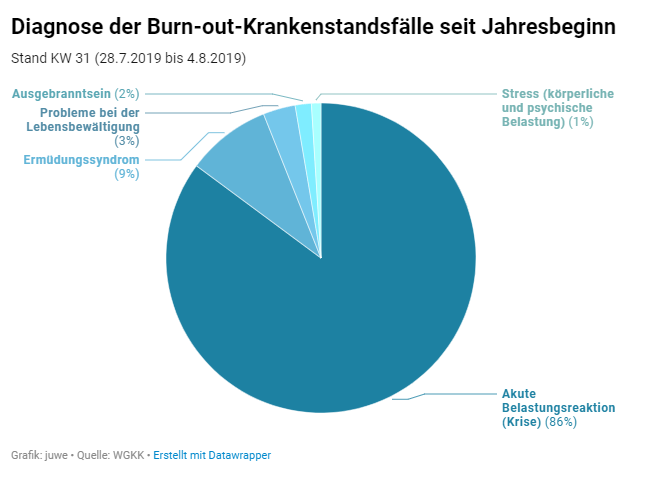 Diagnose der Burn-out-Krankenstandsfälle seit Jahresbeginn
Stand KW 31 (28.7.2019 bis 4.8.2019)
Ausgebranntsein (2%)
Probleme bei der
Lebensbewältigung
(3%)
Ermüdungssyndrom
(9%)
Stress (körperliche
und psychische
Belastung) (1%)
Akute
Belastungsreaktion
(Krise) (86%)
Grafik: juwe • Quelle: WGKK • Erstellt mit Datawrapper